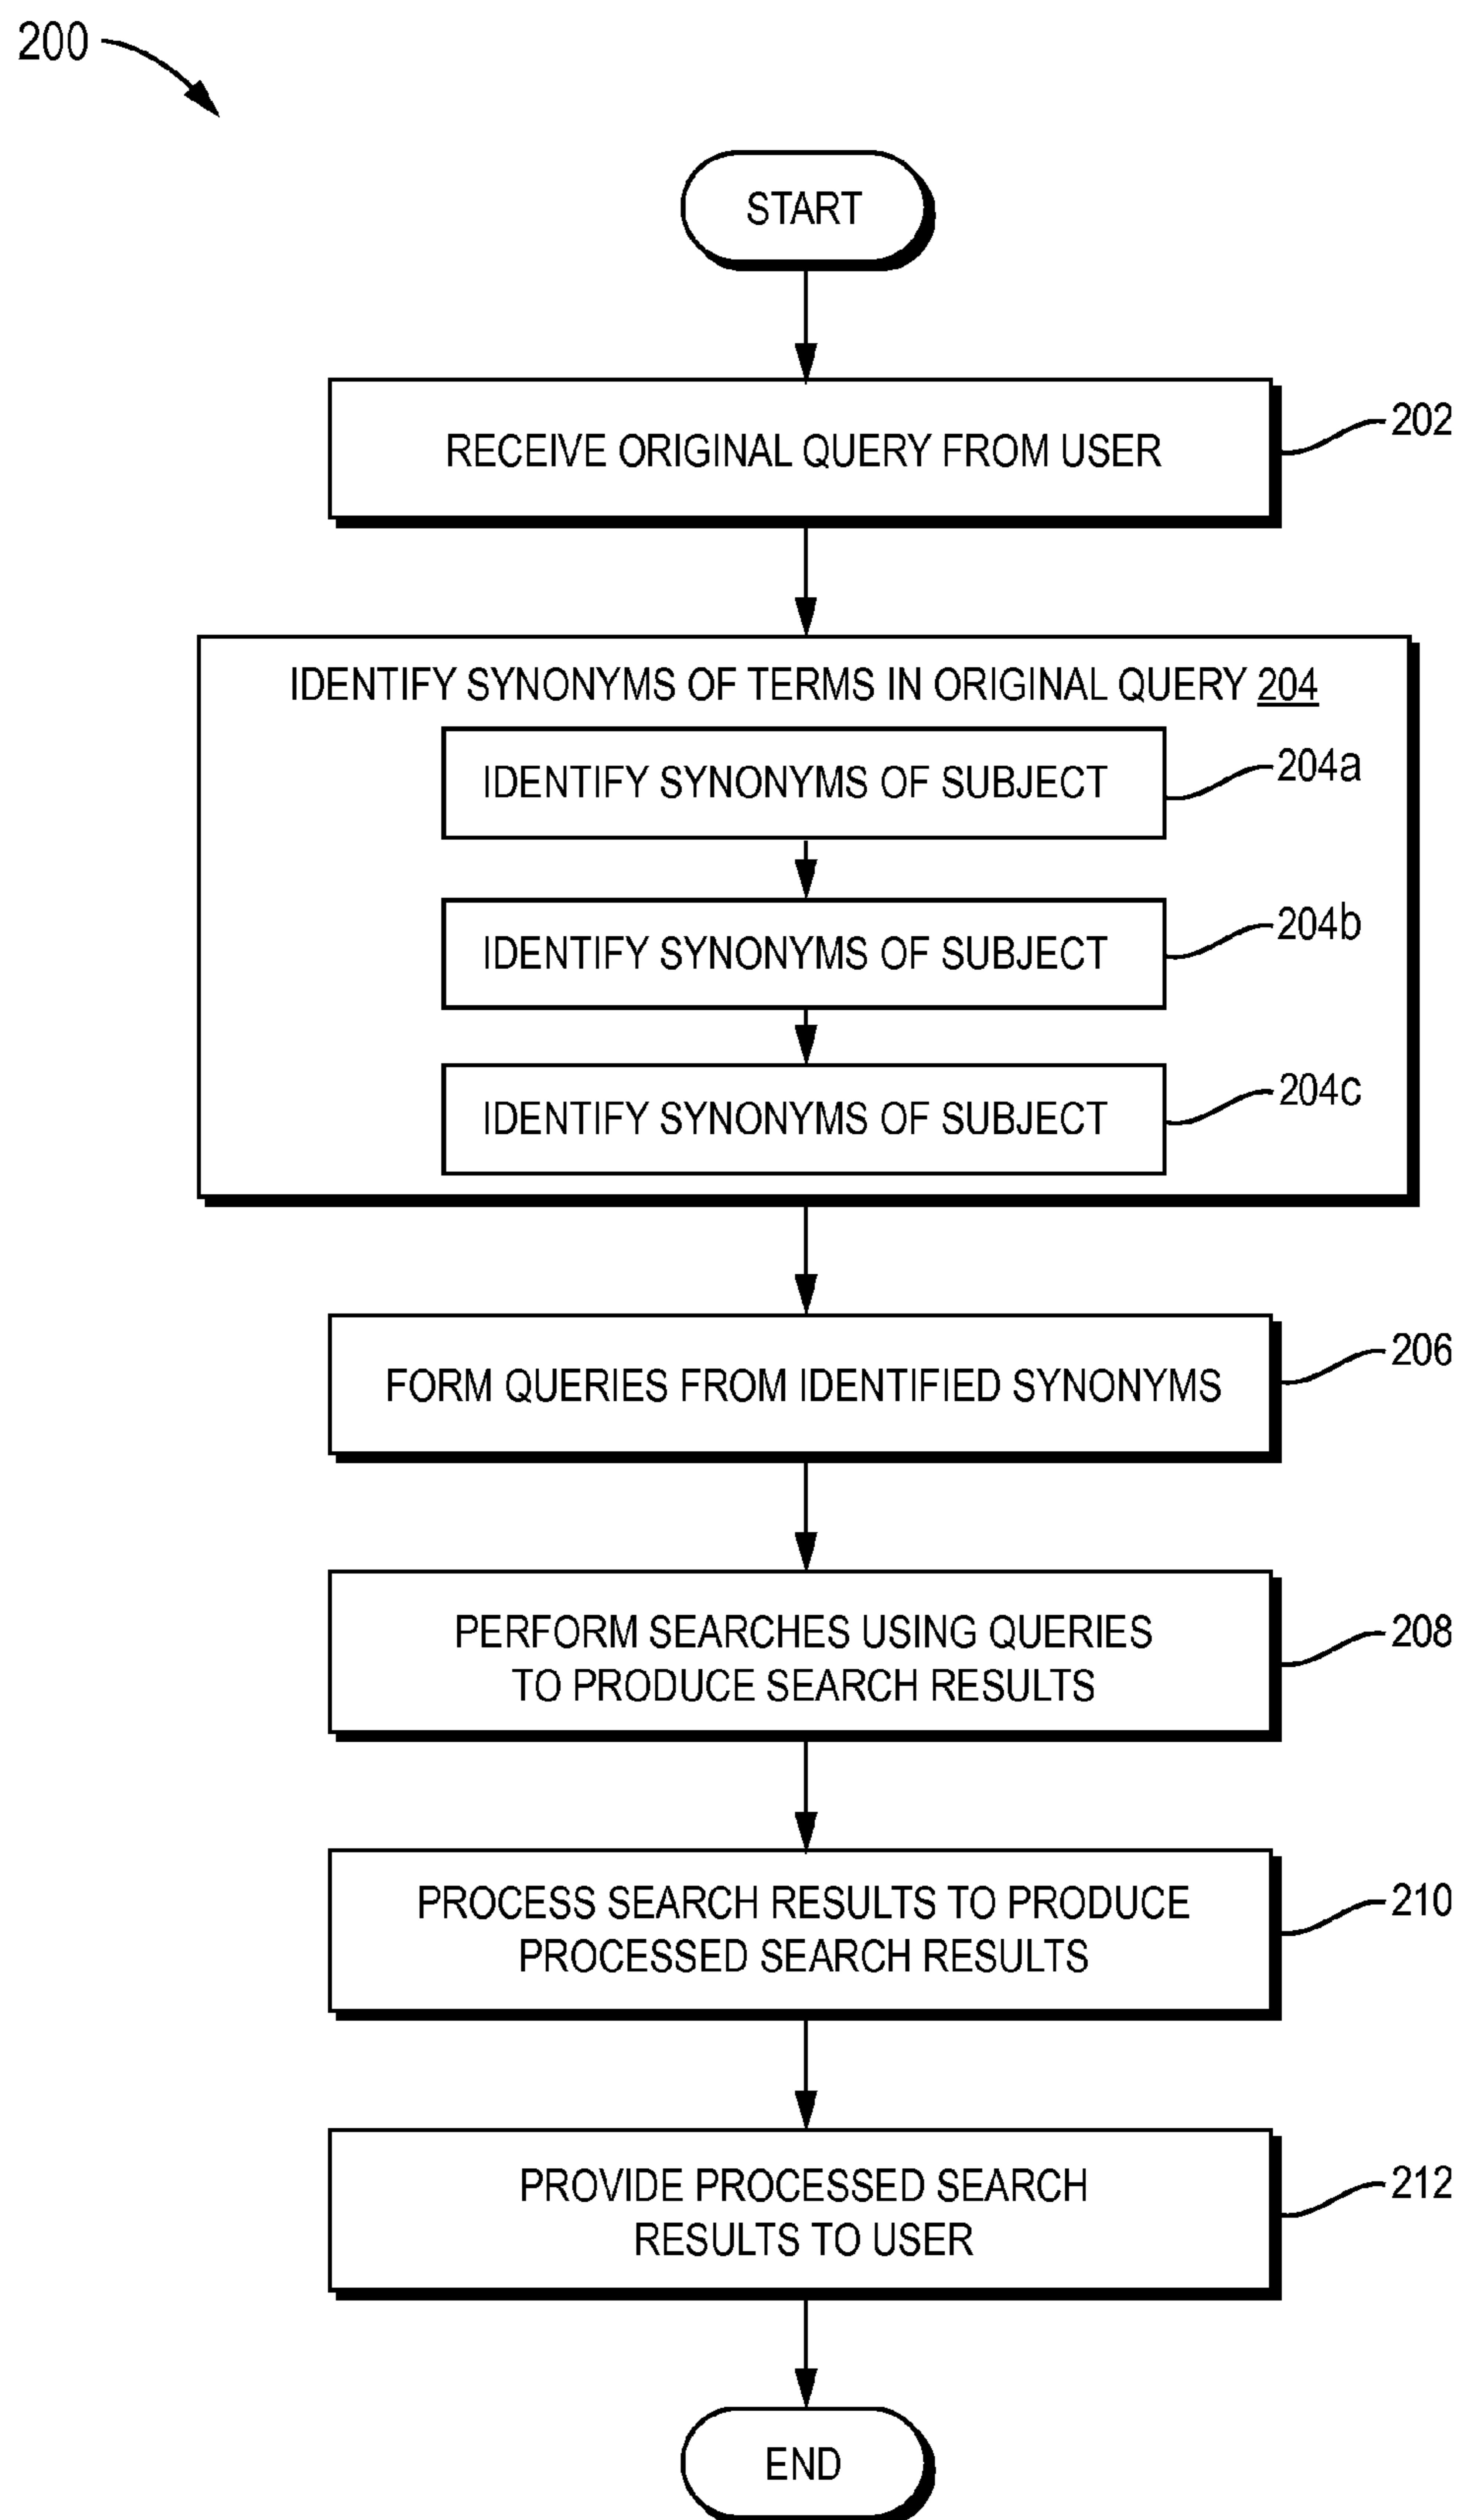 200
START
RECEIVE ORIGINAL QUERY FROM USER
202
IDENTIFY SYNONYMS OF TERMS IN ORIGINAL QUERY 204
IDENTIFY SYNONYMS OF SUBJECT
204a
IDENTIFY SYNONYMS OF SUBJECT
204b
IDENTIFY SYNONYMS OF SUBJECT
204c
FORM QUERIES FROM IDENTIFIED SYNONYMS
206
PERFORM SEARCHES USING QUERIES
TO PRODUCE SEARCH RESULTS
208
PROCESS SEARCH RESULTS TO PRODUCE
PROCESSED SEARCH RESULTS
210
PROVIDE PROCESSED SEARCH
RESULTS TO USER
212
END